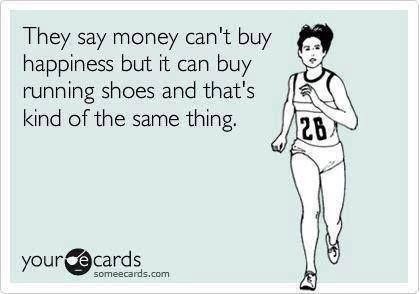 They say money can't buy
happiness but it can buy
running shoes and that's
kind of the same thing.
28
your e cards
someecards.com